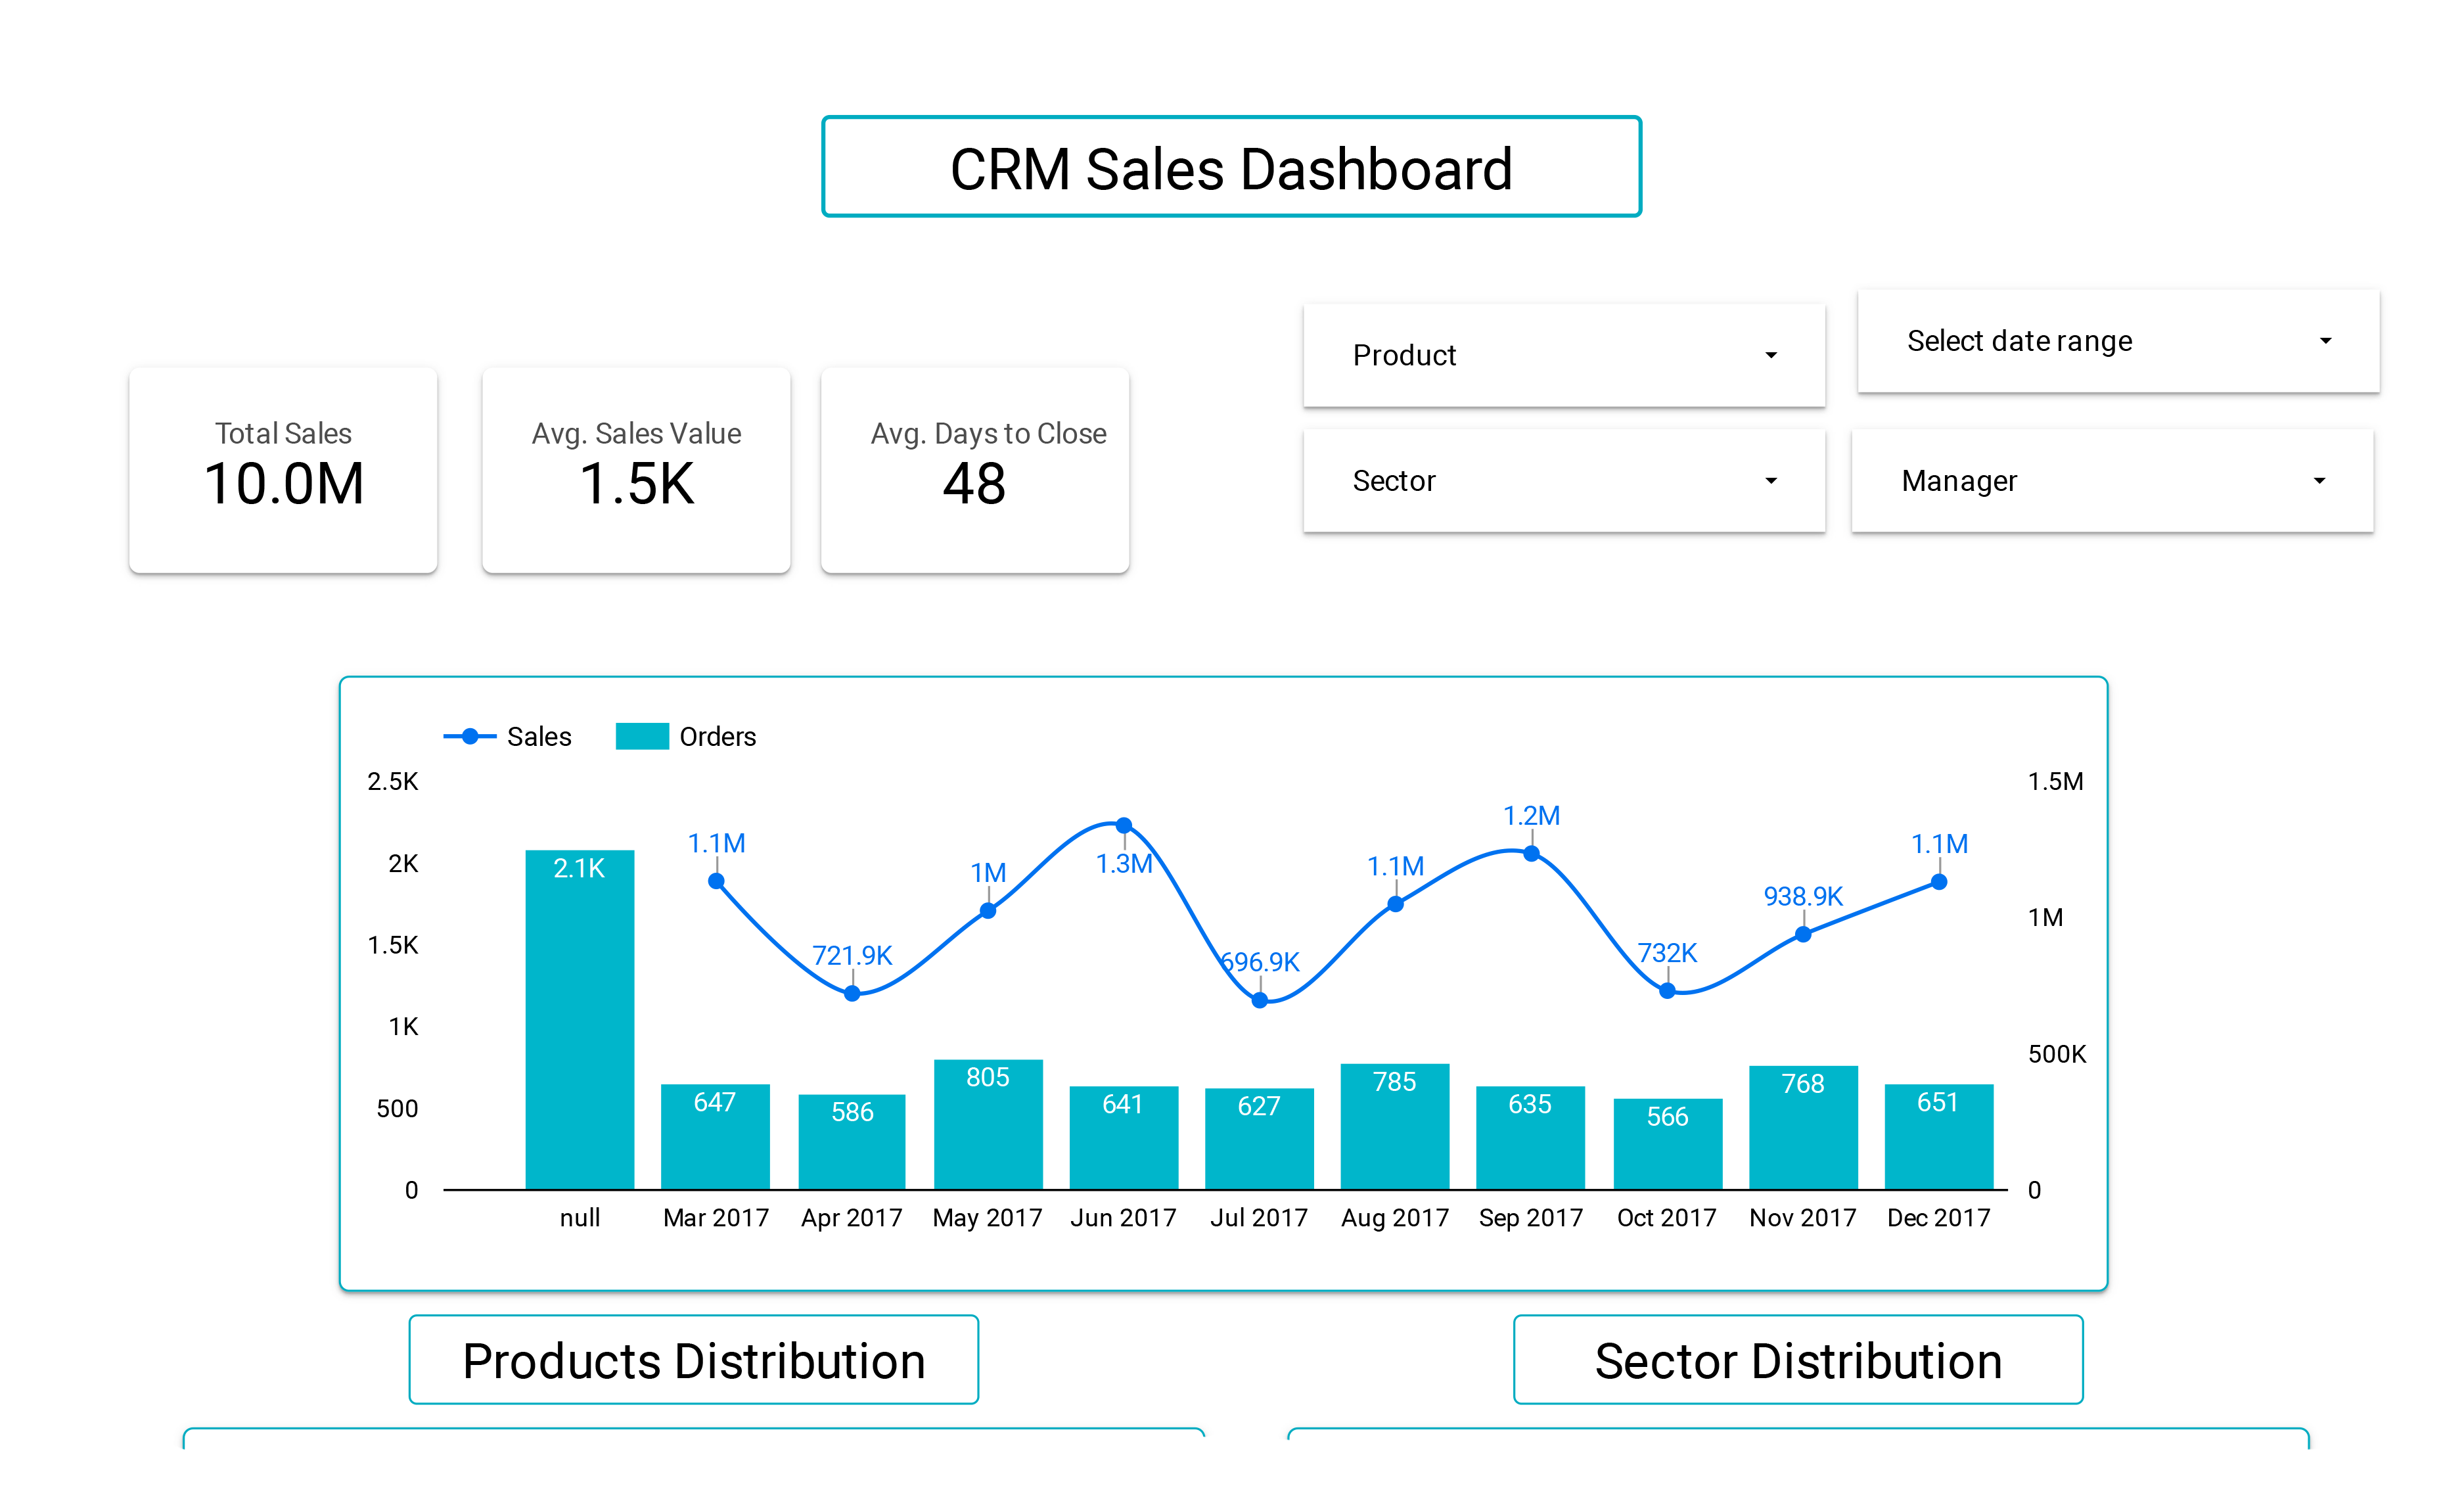 CRM Sales Dashboard
Product
Select date range
Total Sales
10.0M
Avg. Sales Value
1.5K
Avg. Days to Close
48
Sector
Manager
Sales Orders
2.5K
2K
1.5K
1K
500
0
1.5M
1M
500K
0
1.1M
721.9K
1M
1.3M
696.9K
1.1M
1.2M
732K
938.9K
1.1M
2.1K
647
586
805
641
627
785
635
566
768
651
null Mar 2017 Apr 2017 May 2017 Jun 2017 Jul 2017 Aug 2017 Sep 2017 Oct 2017 Nov 2017 Dec 2017
Products Distribution
Sector Distribution